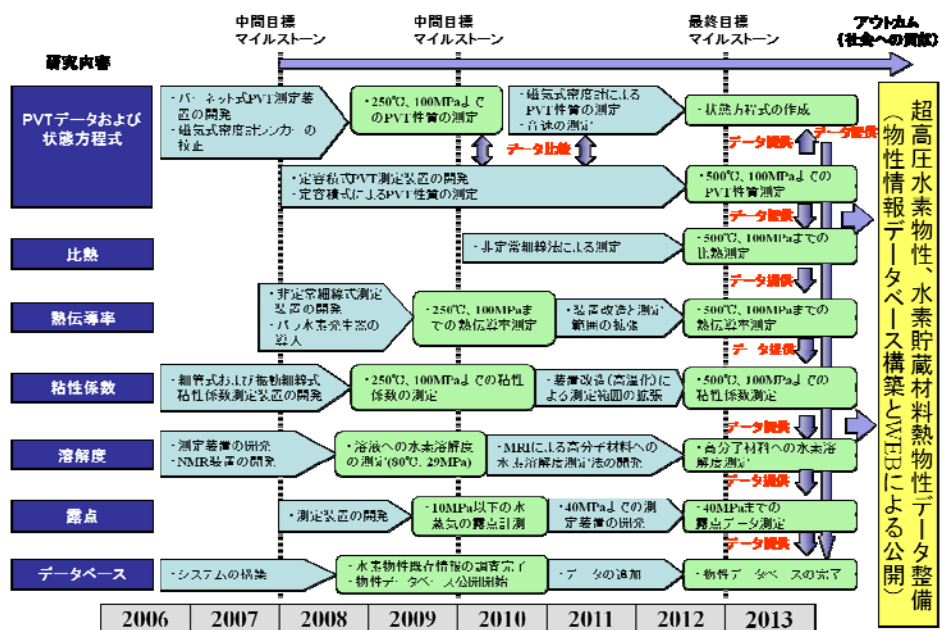 中間目標
マイルストーン
中間目標
マイルストーン
最終目標
マイルストーン
アウトカム
(社会への貢献)
研究内容
PVTデータおよび
状態方程式
・バーネット式PVT測定装
置の開発
・磁気式密度計シンカーの
校正
・250℃、100MPaまで
のPVT性質の測定
・磁気式密度計による
PVT性質の測定
・音速の測定
・状態方程式の作成
データ提供
データ提供
データ比較
・定容積式PVT測定装置の開発
・定容積式によるPVT性質の測定
・500℃、100MPaまでの
PVT性質測定
データ提供
比熱
・非定常細線法による測定
・500℃、100MPaまでの
比熱測定
データ提供
熱伝導率
・非定常細線式測定
装置の開発
・パラ水素発生器の
導入
・250℃、100MPaま
での熱伝導率測定
・装置改造と測定
範囲の拡張
・500℃、100MPaまでの
熱伝導率測定
データ提供
粘性係数
・細管式および振動細線式
粘性係数測定装置の開発
・250℃、100MPaまでの粘性
係数の測定
・装置改造(高温化)に
よる測定範囲の拡張
・500℃、100MPaまでの
粘性係数測定
データ提供
溶解度
・測定装置の開発
・NMR装置の開発
・溶液への水素溶解度
の測定(80℃、29MPa)
・MRIによる高分子材料への
水素溶解度測定法の開発
・高分子材料への水素溶
解度測定
データ提供
露点
・測定装置の開発
・10MPa以下の水
蒸気の露点計測
・40MPaまでの測
定装置の開発
・40MPaまでの
露点データ測定
データ提供
データベース
・システムの構築
・水素物性既存情報の調査完了
・物性データベース公開開始
・データの追加
・物性データベースの完了
超高圧水素物性、水素貯蔵材料熱物性データ整備
(物性情報データベース構築とWEBによる公開)
2006 2007 2008 2009 2010 2011 2012 2013